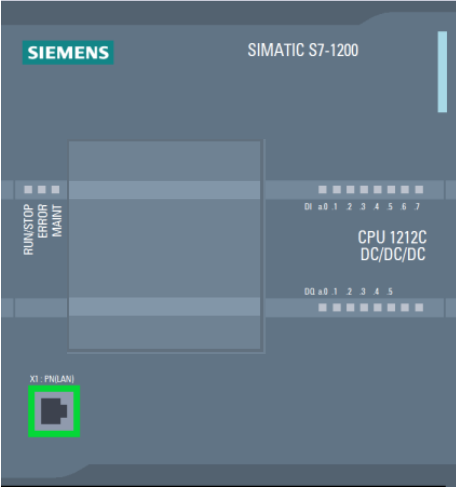 SIEMENS
SIMATIC S7-1200
RUN/STOP
ERROR
MAINT
DI a.0 .1 .2 .3 .4 .5 .6 .7
CPU 1212C
DC/DC/DC
DQ a.0 .1 .2 .3 .4 .5
X1 : PN(LAN)